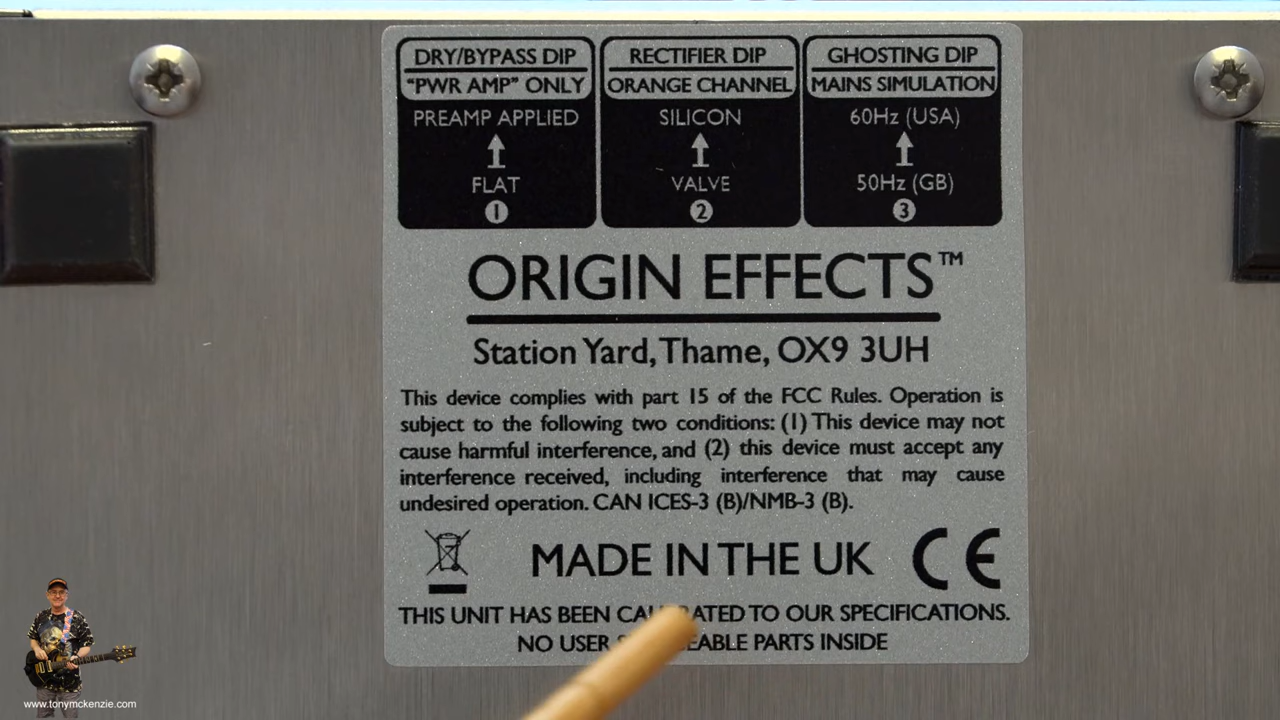 DRY/BYPASS DIP
"PWR AMP" ONLY
PREAMP APPLIED
FLAT
1
RECTIFIER DIP
ORANGE CHANNEL
SILICON
VALVE
2
GHOSTING DIP
MAINS SIMULATION
60Hz (USA)
50Hz (GB)
3
ORIGIN EFFECTS™
Station Yard, Thame, OX9 3UH
This device complies with part 15 of the FCC Rules. Operation is
subject to the following two conditions: (1) This device may not
cause harmful interference, and (2) this device must accept any
interference received, including interference that may cause
undesired operation. CAN ICES-3 (B)/NMB-3 (B).
MADE IN THE UK CE
THIS UNIT HAS BEEN TO OUR SPECIFICATIONS.
NO USER PARTS INSIDE
www.tonymckenzie.com